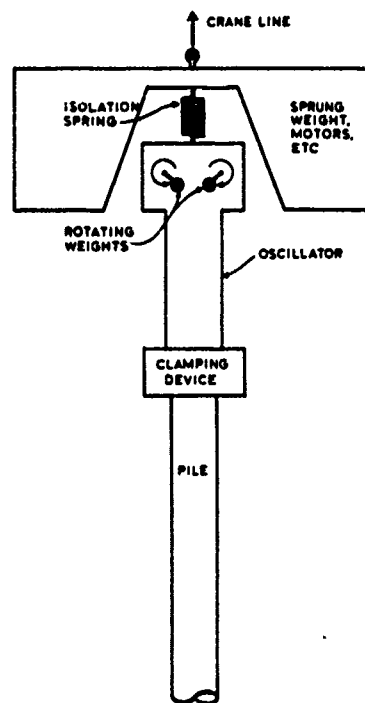 CRANE LINE
ISOLATION
SPRING
SPRUNG
WEIGHT,
MOTORS,
ETC
ROTATING
WEIGHTS
OSCILLATOR
CLAMPING
DEVICE
PILE